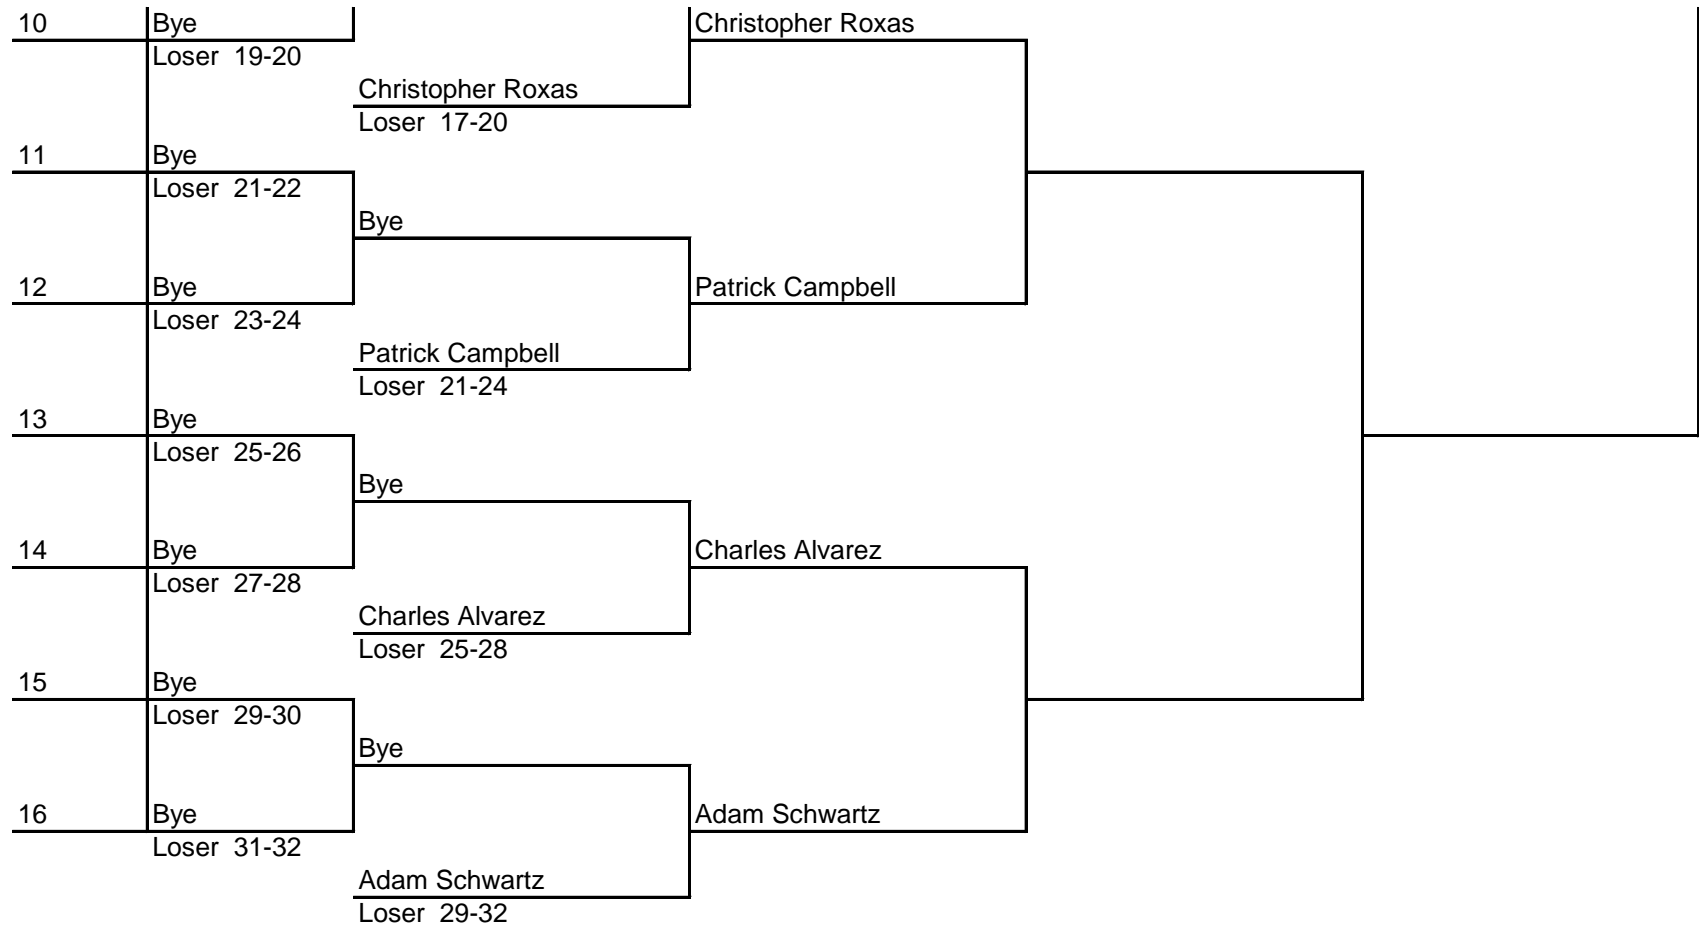 10 Bye Christopher Roxas
Loser 19-20
Christopher Roxas
Loser 17-20
11 Bye
Loser 21-22
Bye
12 Bye Patrick Campbell
Loser 23-24
Patrick Campbell
Loser 21-24
13 Bye
Loser 25-26
Bye
14 Bye Charles Alvarez
Loser 27-28
Charles Alvarez
Loser 25-28
15 Bye
Loser 29-30
Bye
16 Bye Adam Schwartz
Loser 31-32
Adam Schwartz
Loser 29-32